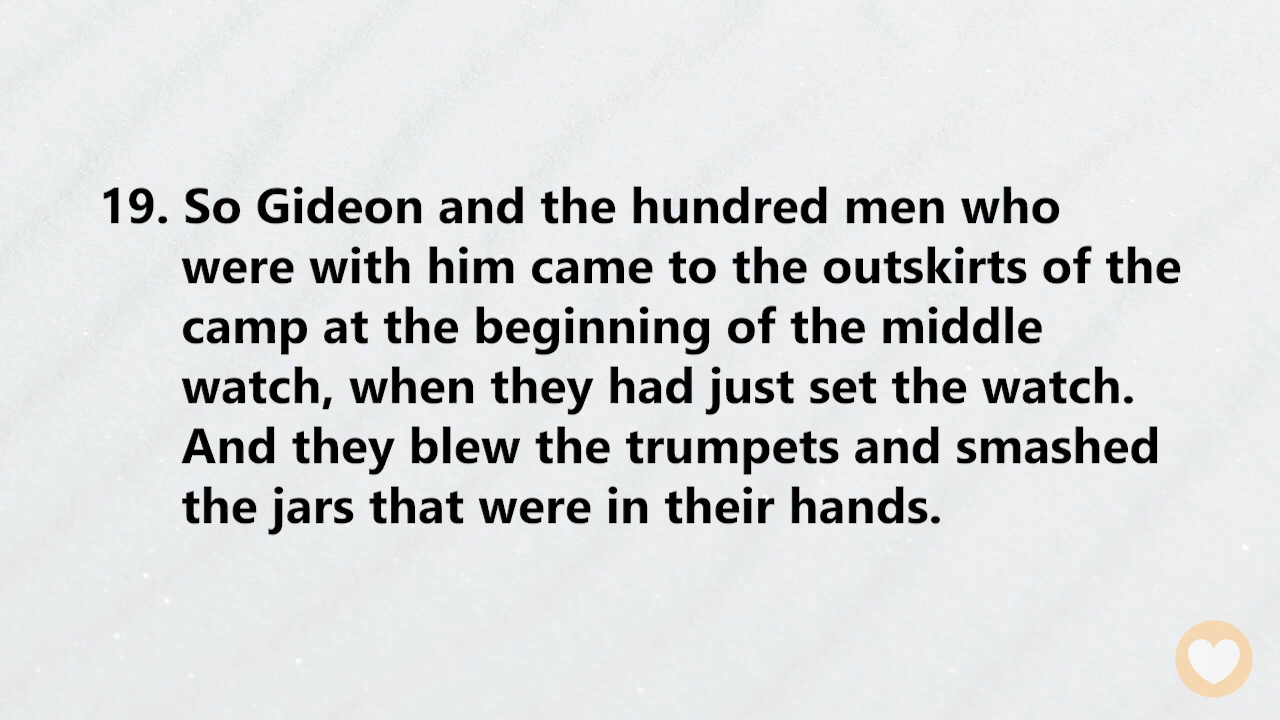 19. So Gideon and the hundred men who
were with him came to the outskirts of the
camp at the beginning of the middle
watch, when they had just set the watch.
And they blew the trumpets and smashed
the jars that were in their hands.